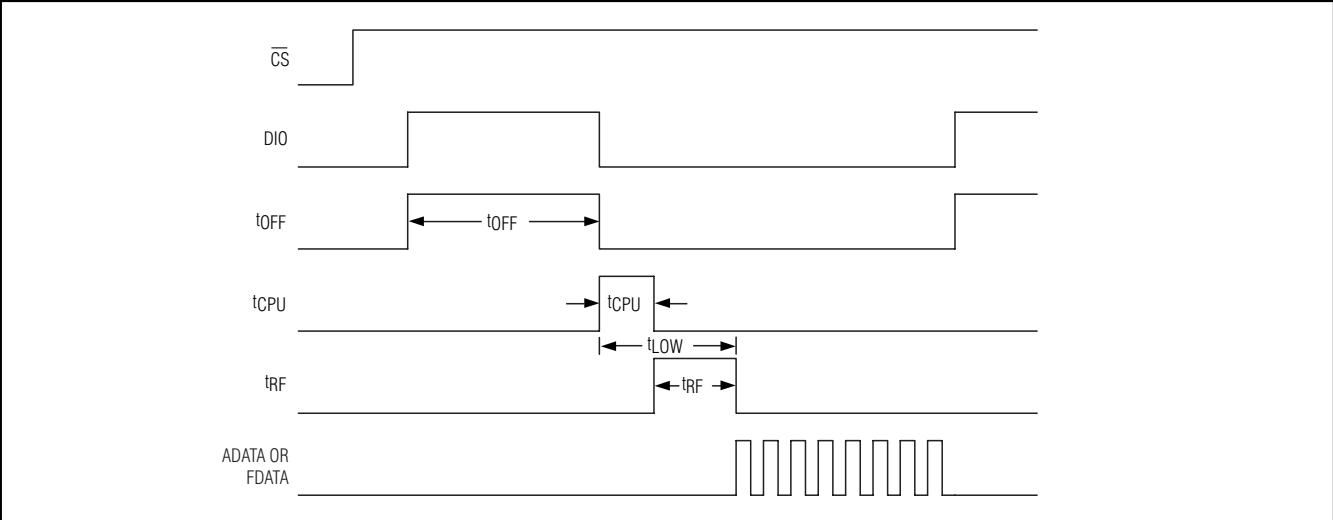 CS
DIO
tOFF
tOFF
tCPU
tCPU
tLOW
tRF
tRF
ADATA OR
FDATA